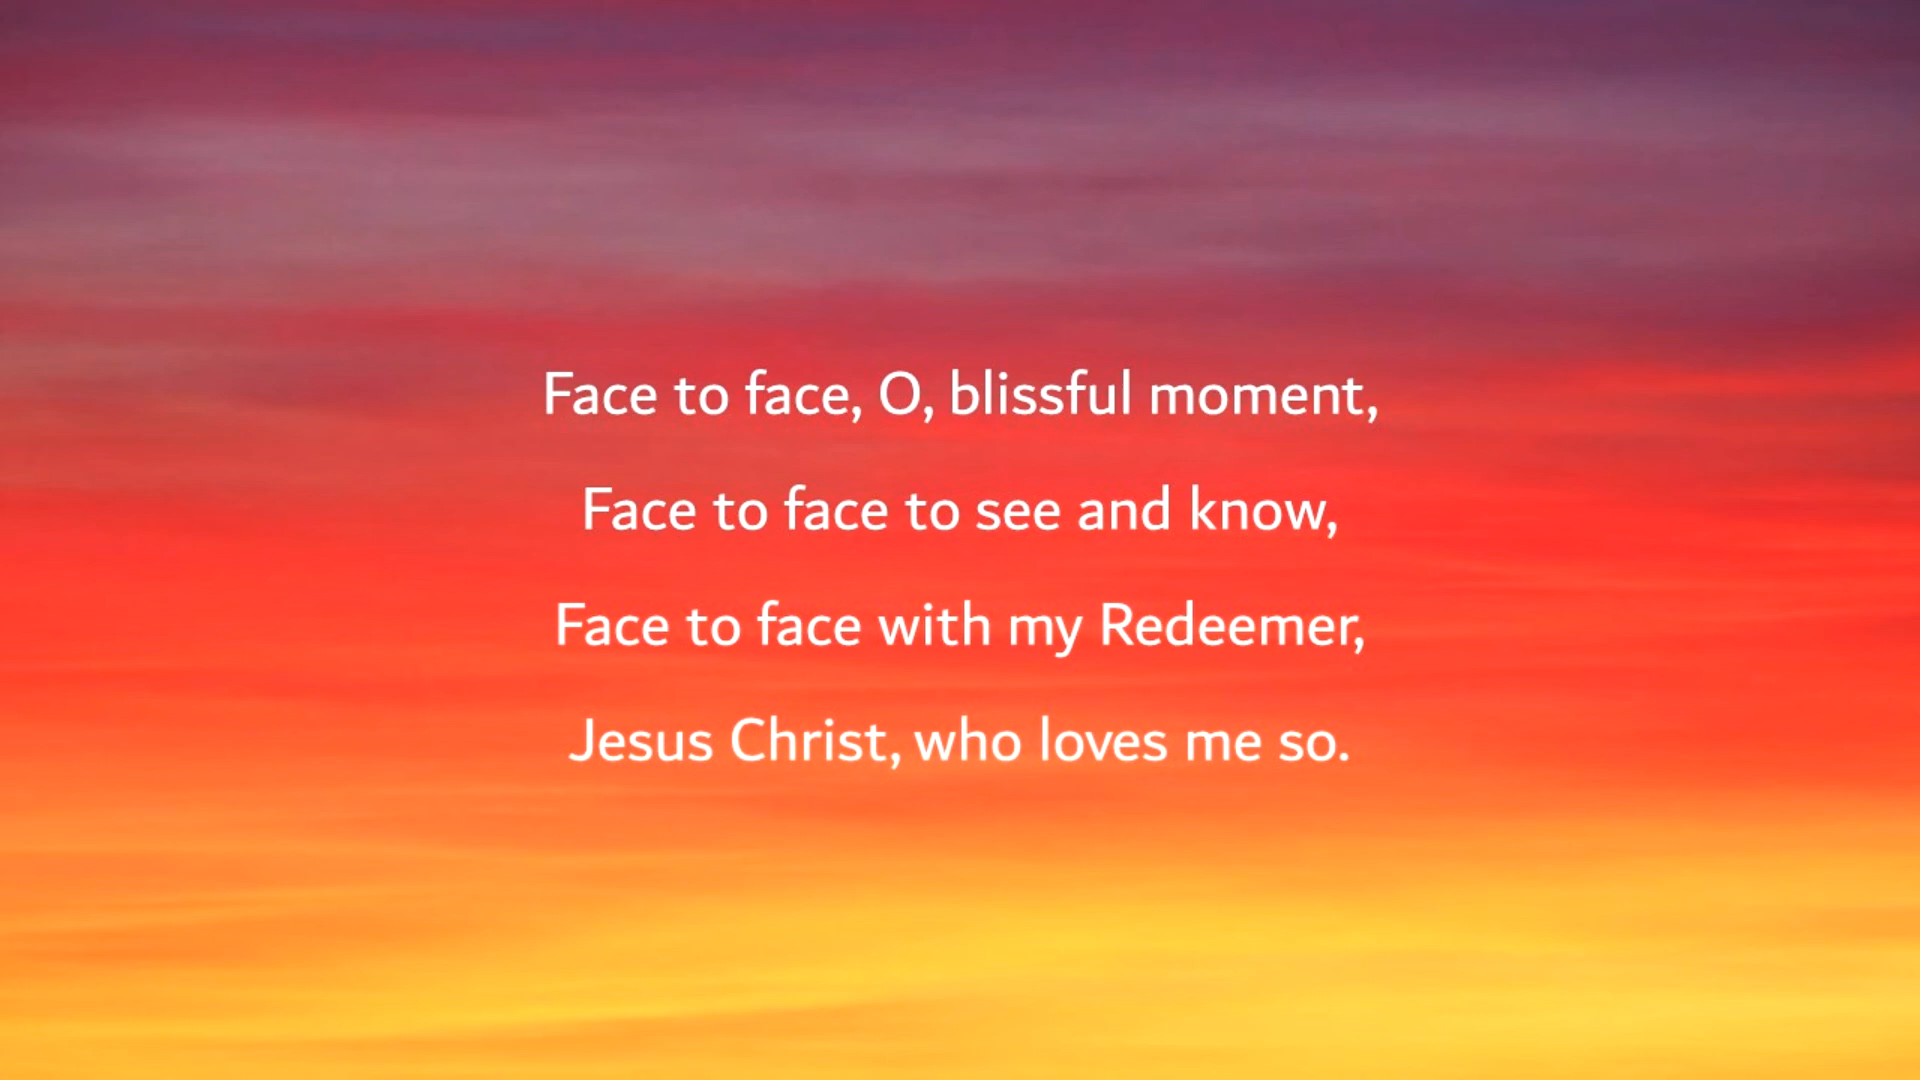 Face to face, O, blissful moment,
Face to face to see and know,
Face to face with my Redeemer,
Jesus Christ, who loves me so.